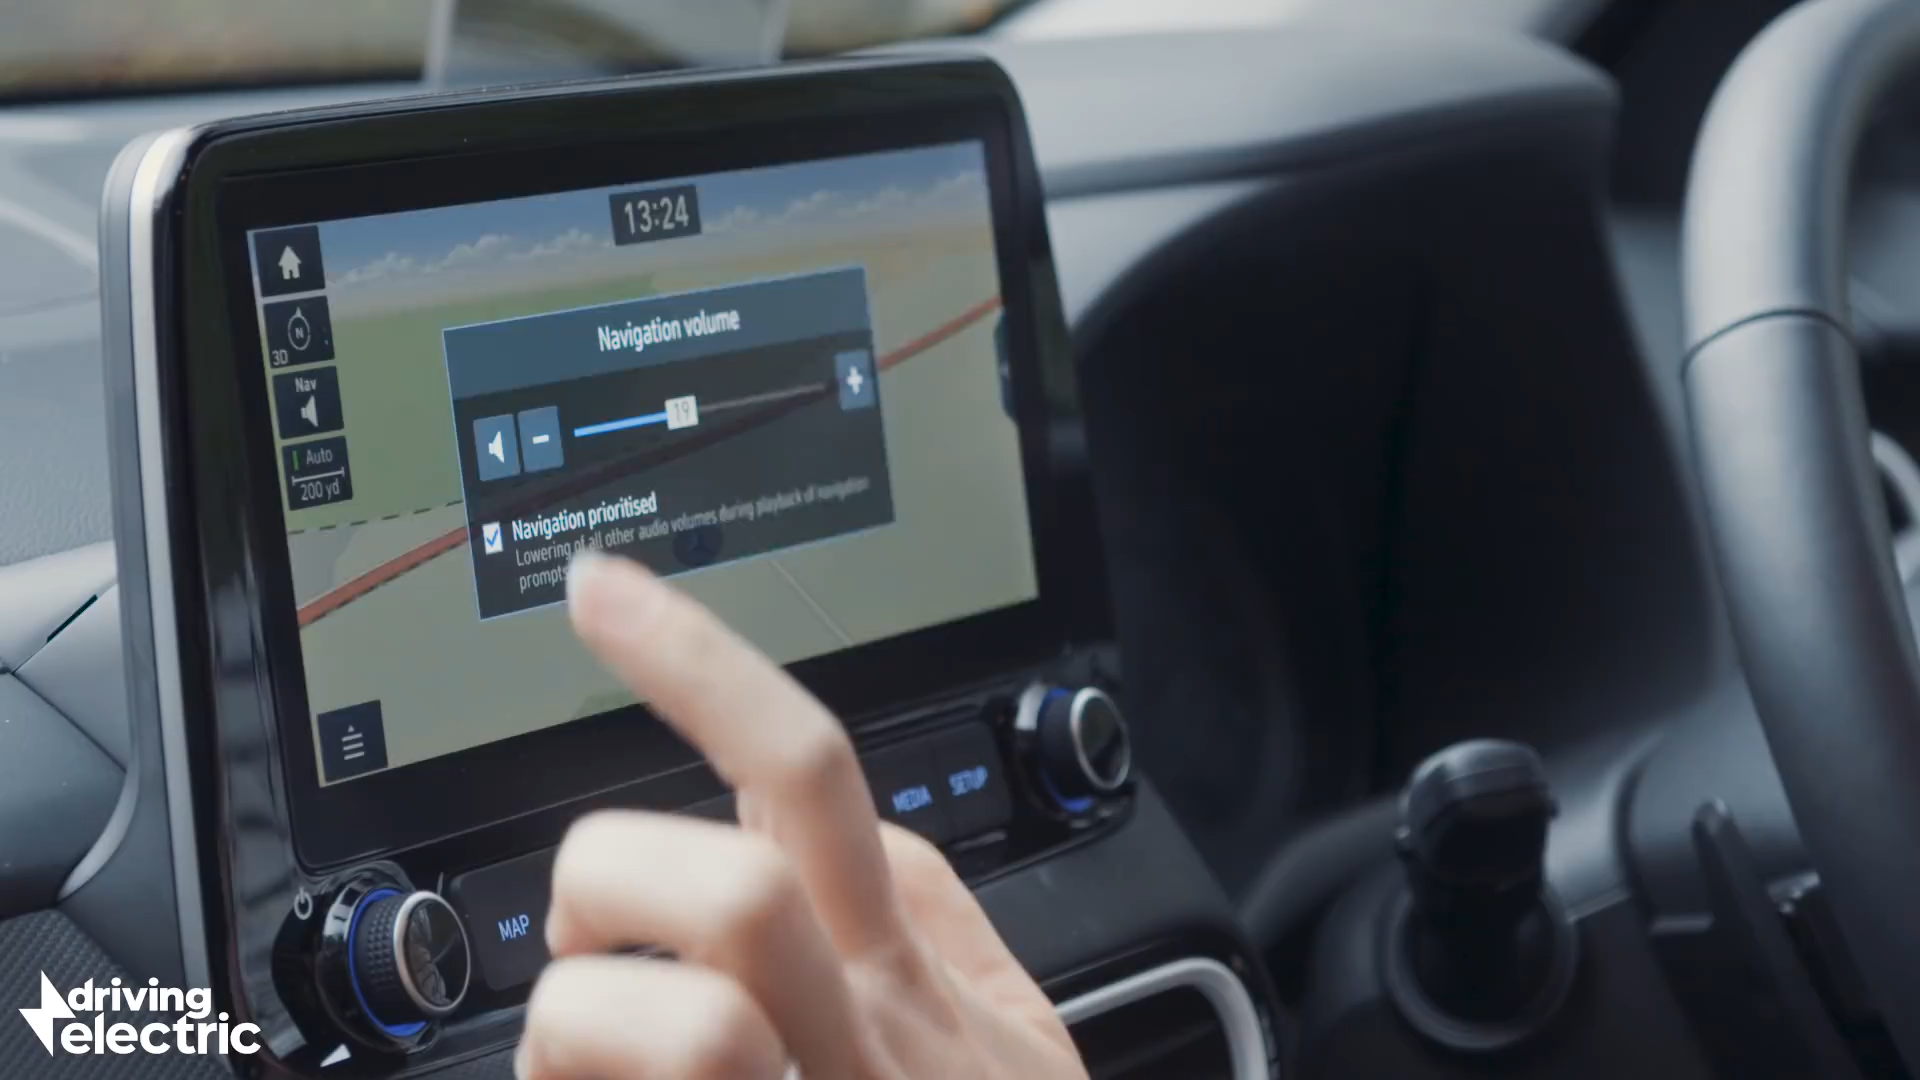 13:24
N
3D
Nav
Auto
200 yd
Navigation volume
19
Navigation prioritised
Lowering of all other audio volumes during playback of navigation
prompts
MEDIA
SETUP
MAP
driving
electric